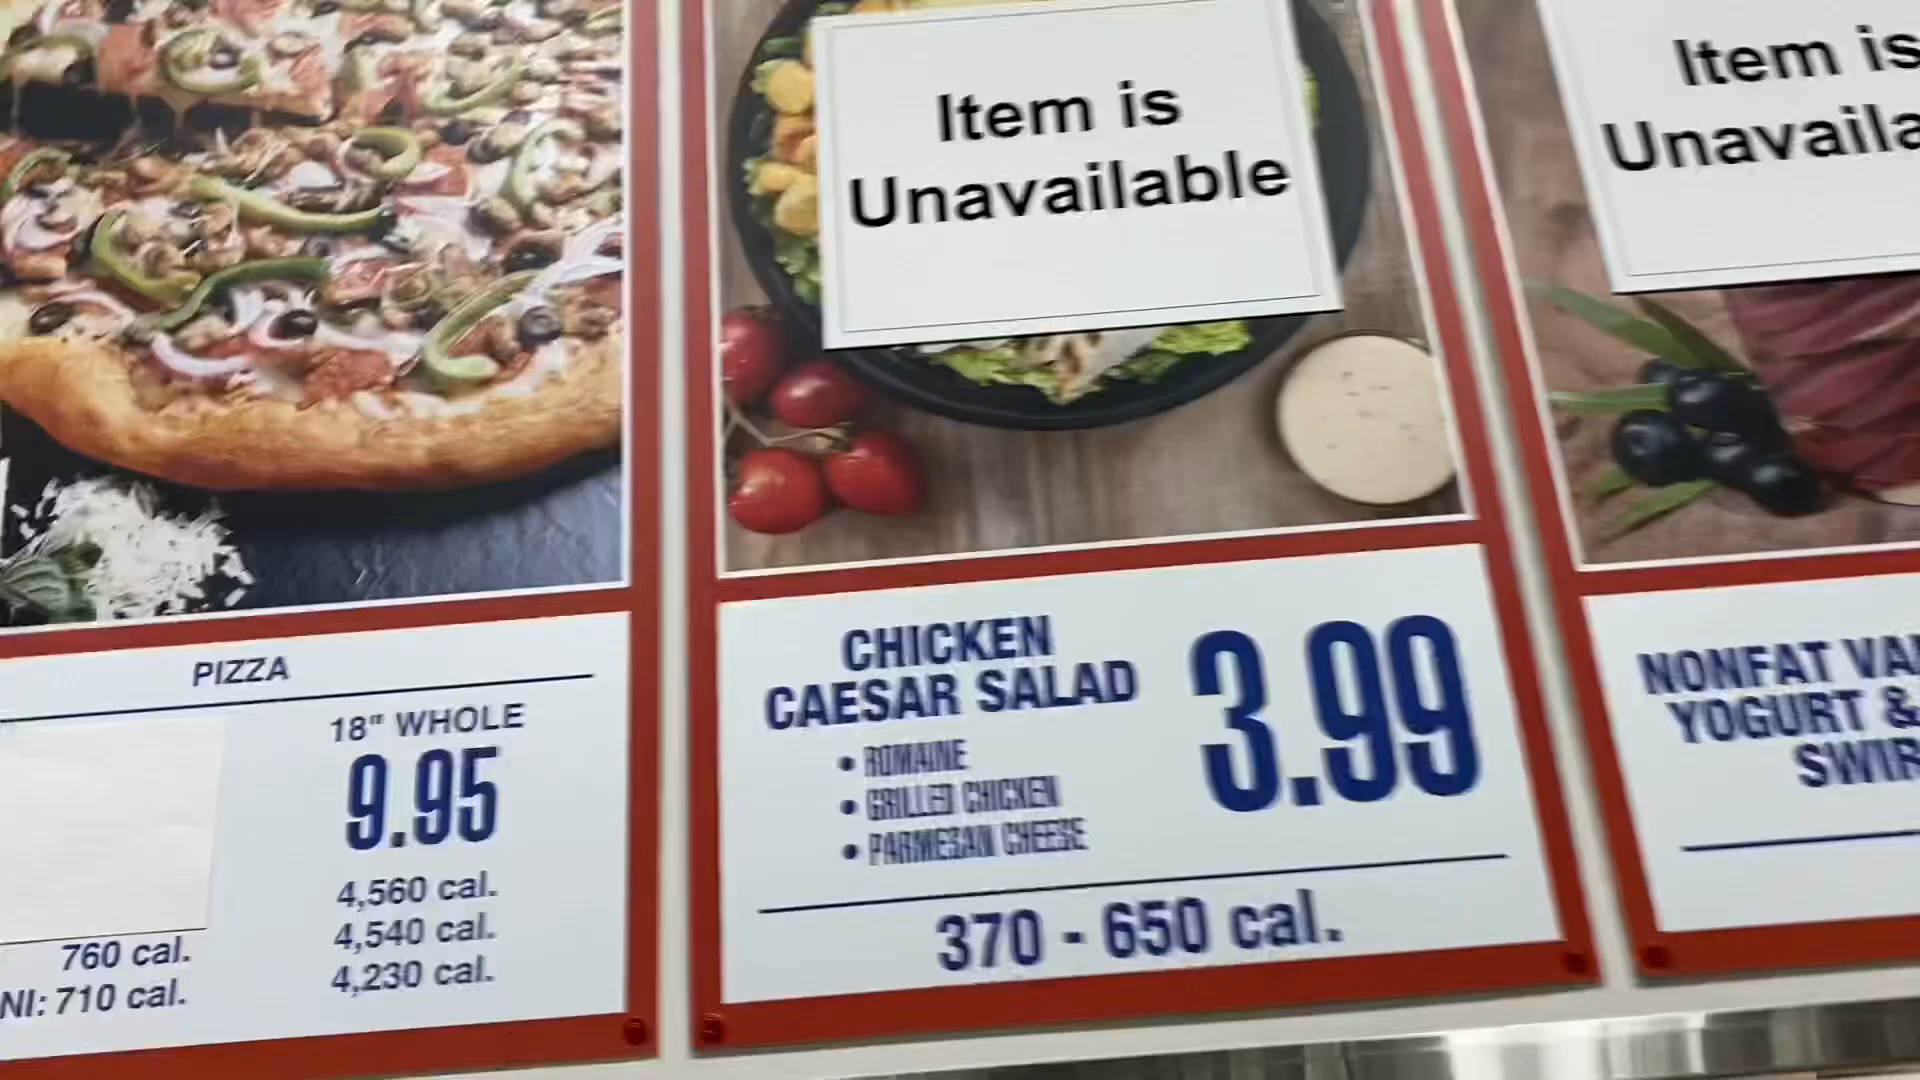 PIZZA
18" WHOLE
9.95
4,560 cal.
760 cal.
4,540 cal.
NI: 710 cal.
4,230 cal.
Item is
Unavailable
CHICKEN
CAESAR SALAD
3.99
• ROMAINE
• GRILLED CHICKEN
• PARMESAN CHEESE
370 - 650 cal.
Item is
Unavaila
NONFAT VA
YOGURT &
SWIR